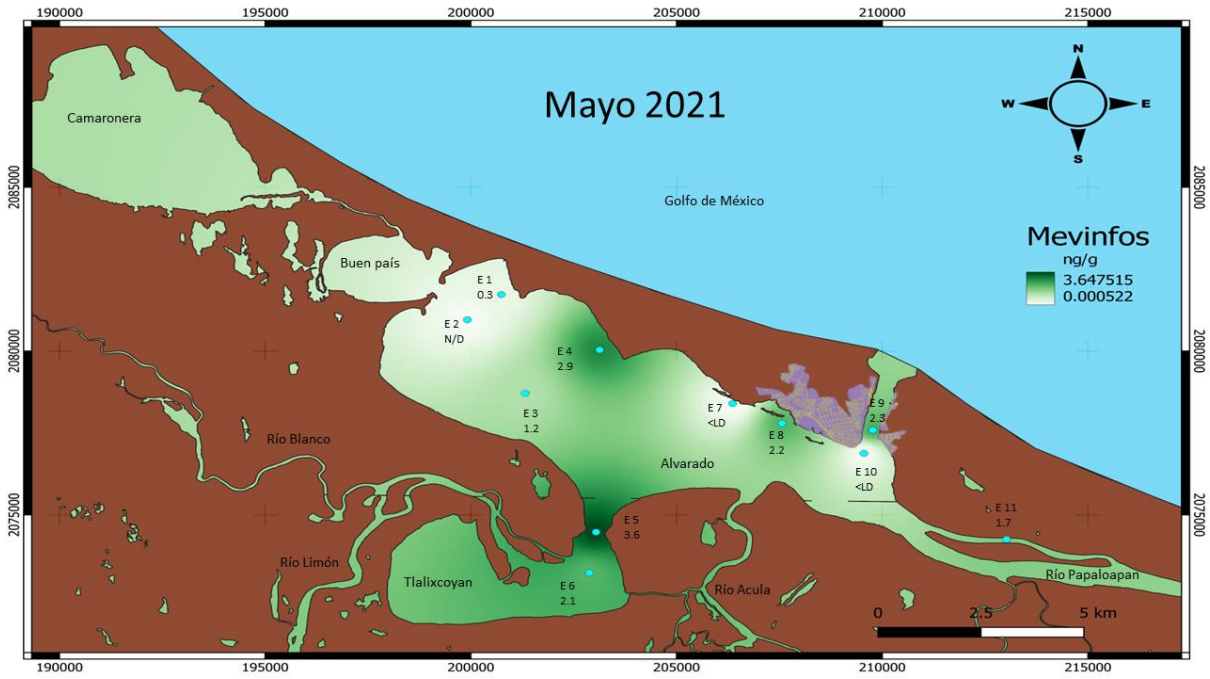 190000 195000 200000 205000 210000 215000
Mayo 2021
N
W E
S
Camaronera
2085000
2085000
Golfo de México
Mevinfos
ng/g
3.647515
0.000522
Buen país
E 1
0.3
E 2
N/D
2080000
2080000
E 4
2.9
E 3
1.2
E 7
<LD
E 8
2.2
E 9
2.3
Río Blanco
Alvarado
E 10
<LD
2075000
2075000
E 5
3.6
E 11
1.7
Río Limón
Tlalixcoyan
E 6
2.1
Río Acula
Río Papaloapan
0 2.5 5 km
190000 195000 200000 205000 210000 215000